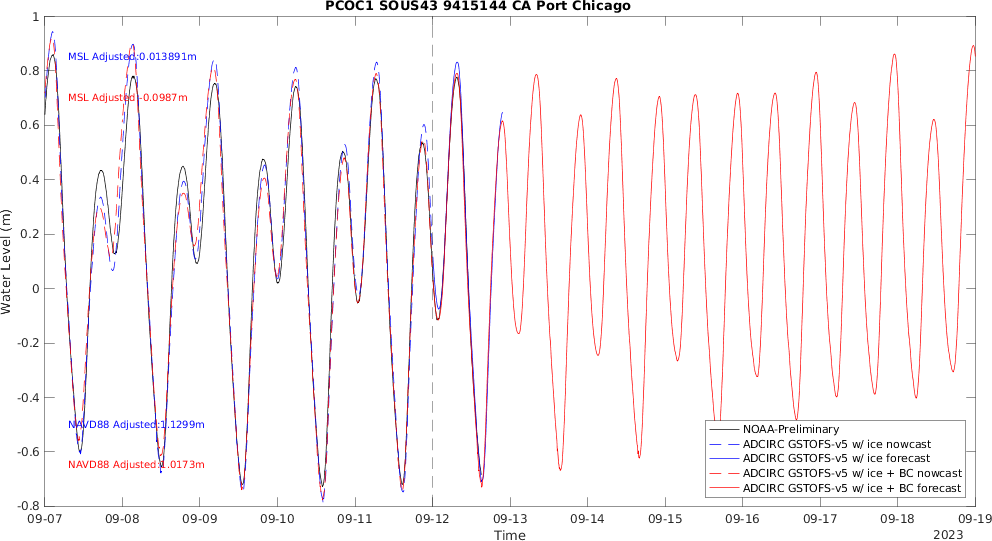 PCOC1 SOUS43 9415144 CA Port Chicago
1
0.8
0.6
0.4
0.2
0
-0.2
-0.4
-0.6
-0.8
Water Level (m)
MSL Adjusted:0.013891m
MSL Adjusted:-0.0987m
NAVD88 Adjusted:1.1299m
NAVD88 Adjusted:1.0173m
NOAA-Preliminary
ADCIRC GSTOFS-v5 w/ ice nowcast
ADCIRC GSTOFS-v5 w/ ice forecast
ADCIRC GSTOFS-v5 w/ ice + BC nowcast
ADCIRC GSTOFS-v5 w/ ice + BC forecast
09-07 09-08 09-09 09-10 09-11 09-12 09-13 09-14 09-15 09-16 09-17 09-18 09-19
Time
2023